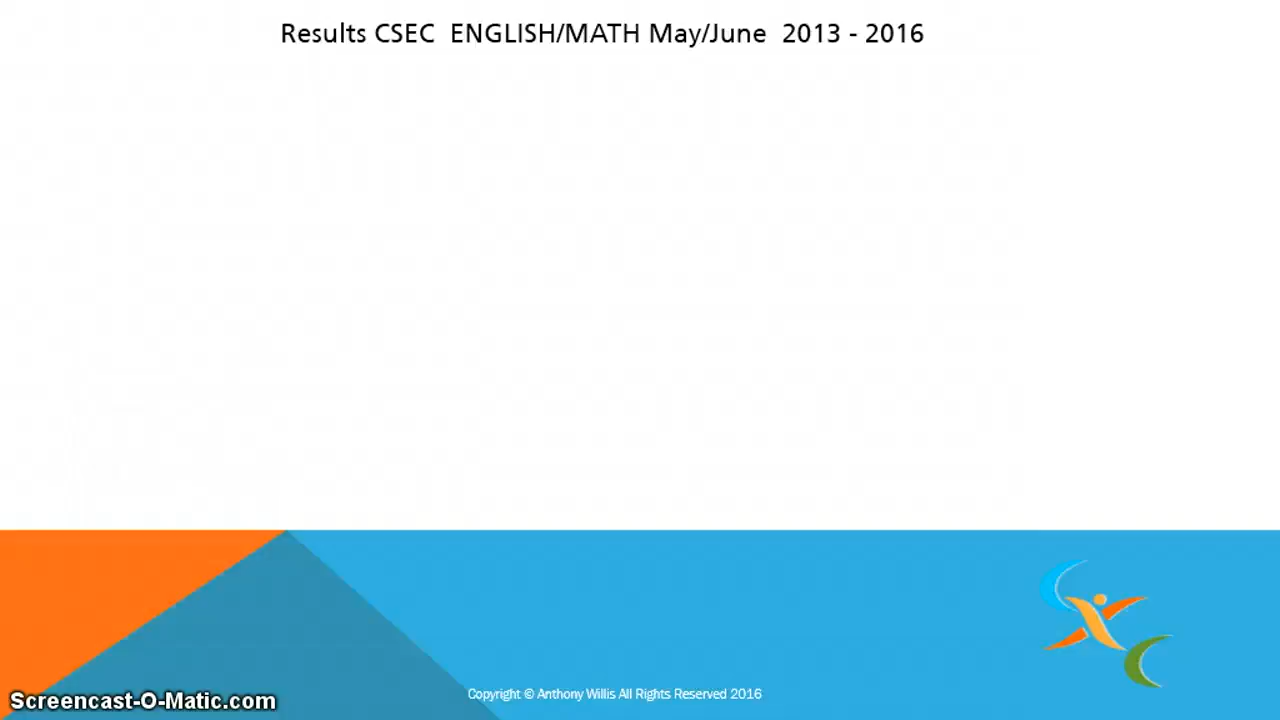 Results CSEC ENGLISH/MATH May/June 2013 - 2016
Copyright © Anthony Willis All Rights Reserved 2016
Screencast-O-Matic.com